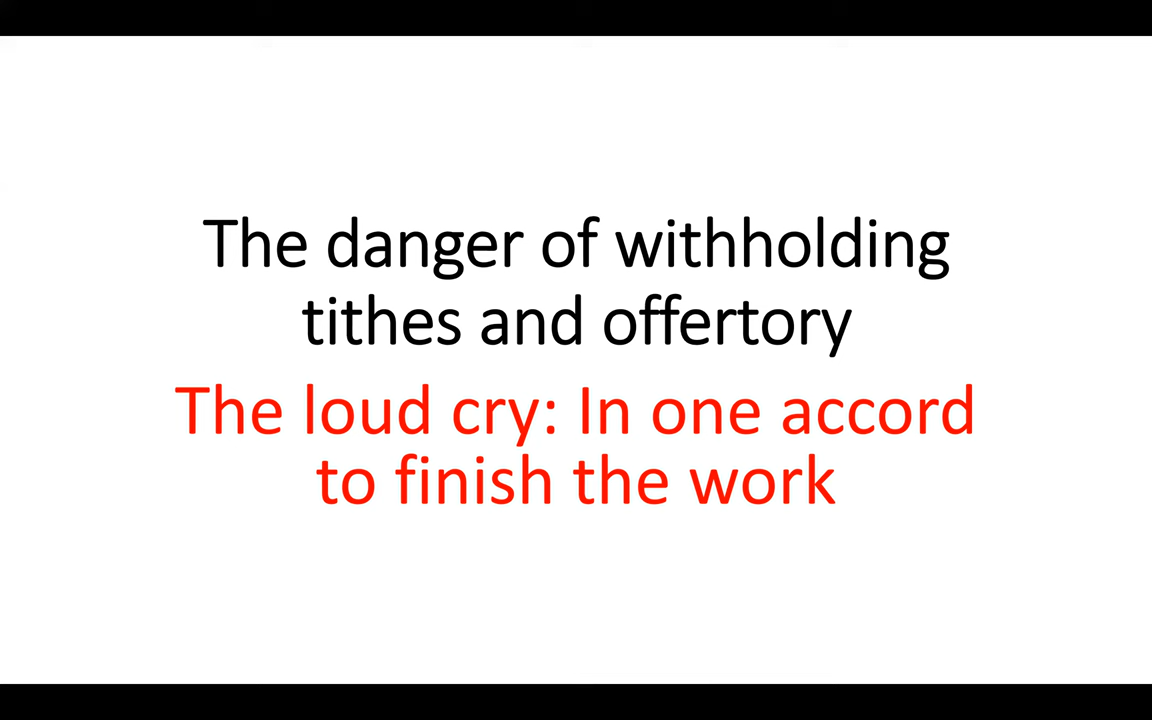 The danger of withholding
tithes and offertory
The loud cry: In one accord
to finish the work